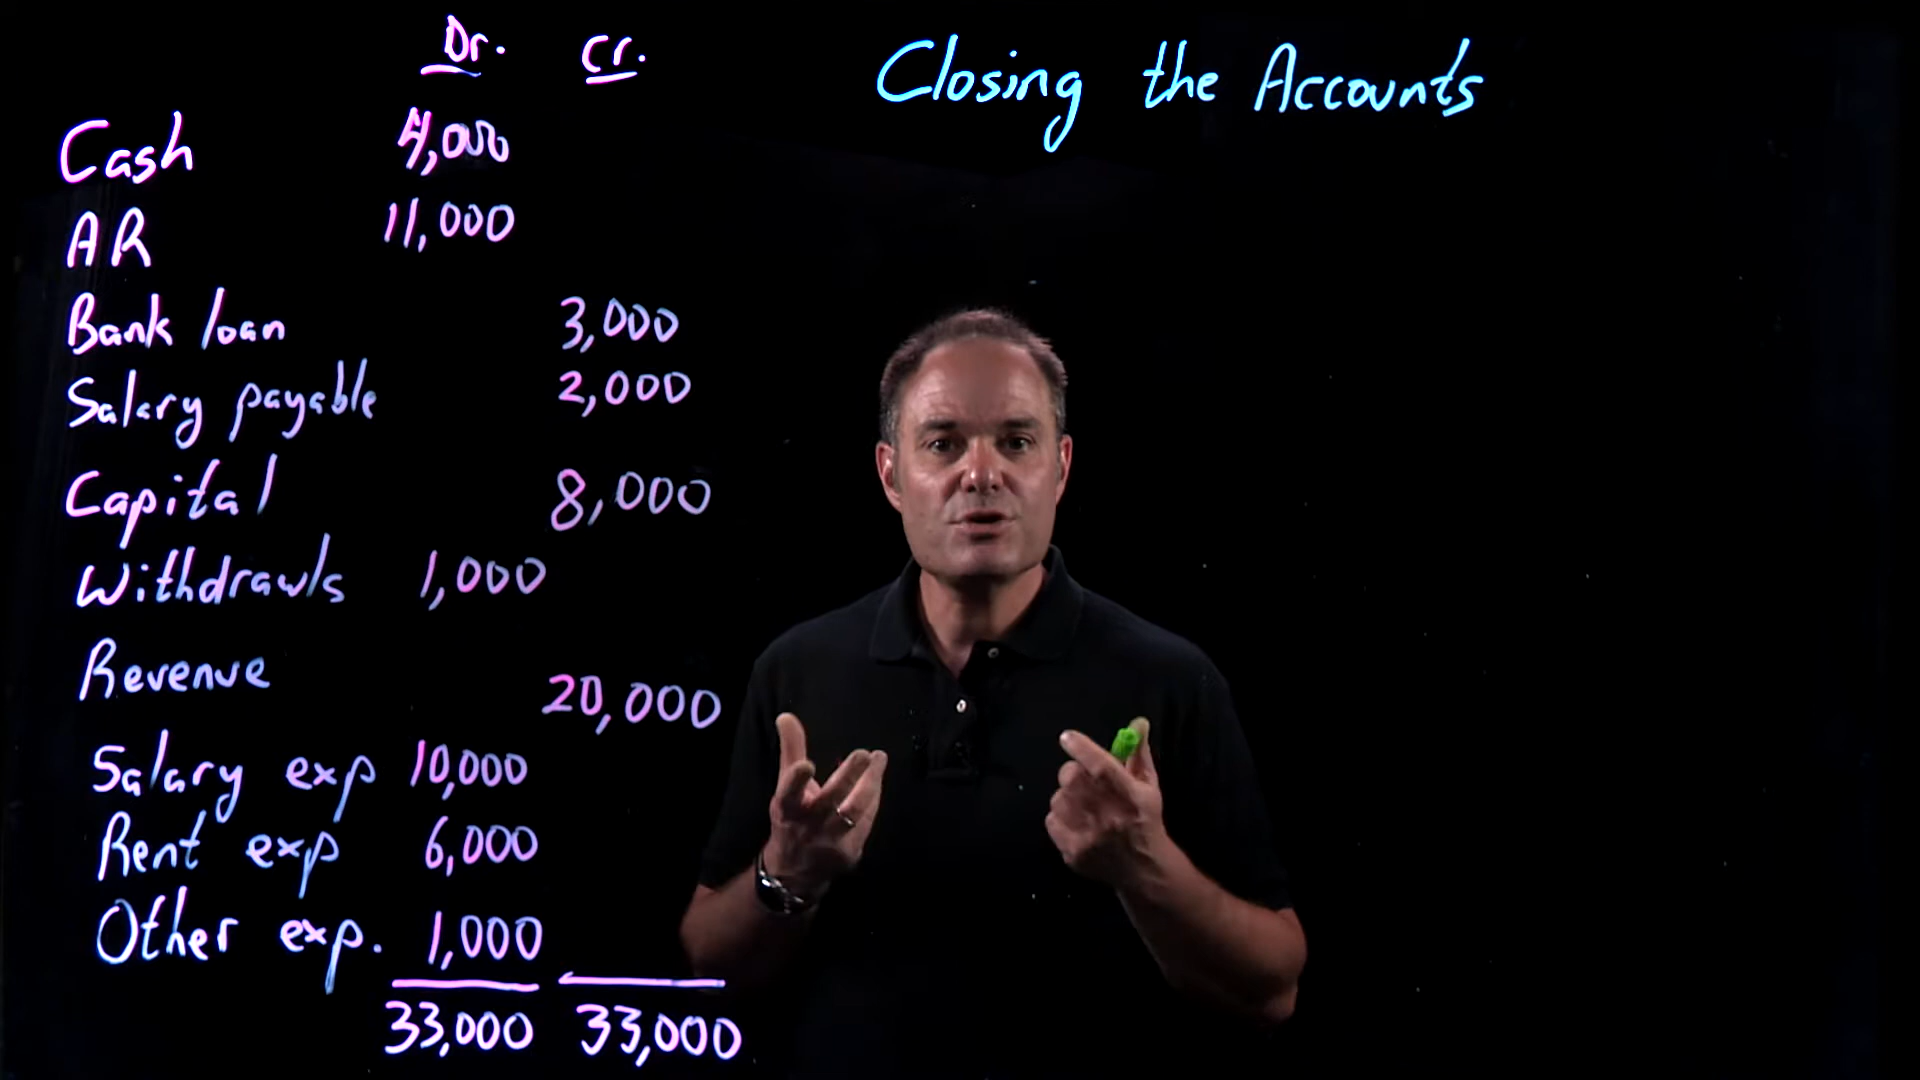 Dr. Cr.
Closing the Accounts
Cash 4,000
AR 11,000
Bank loan 3,000
Salary payable 2,000
Capital 8,000
Withdrawls 1,000
Revenue 20,000
Salary exp 10,000
Rent exp 6,000
Other exp. 1,000
33,000 33,000